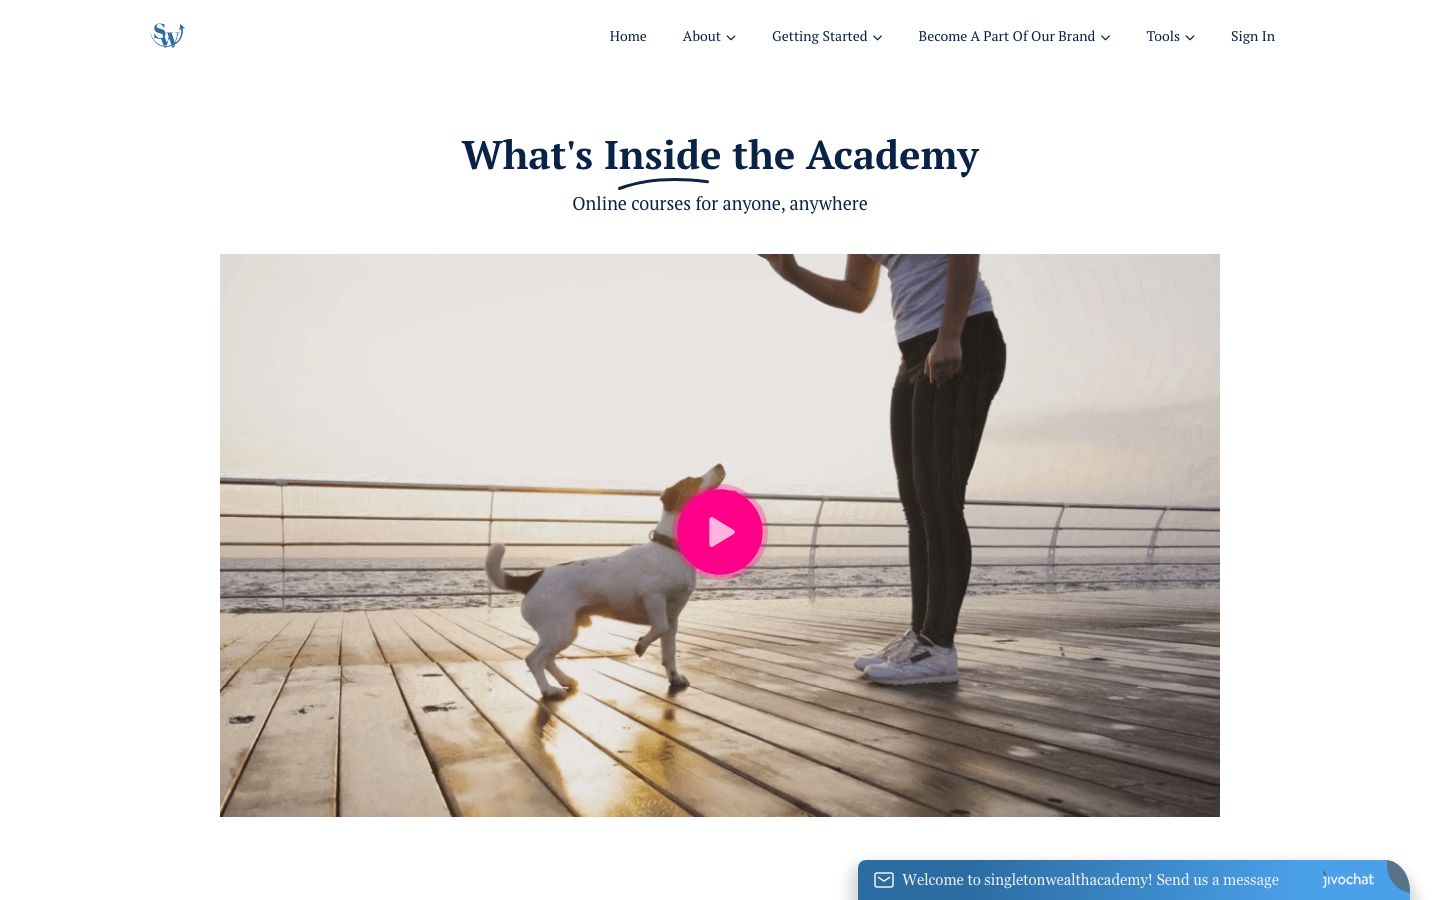 SW
Home
About
Getting Started
Become A Part Of Our Brand
Tools
Sign In
What's Inside the Academy
Online courses for anyone, anywhere
Welcome to singletonwealthacademy! Send us a message
jivochat